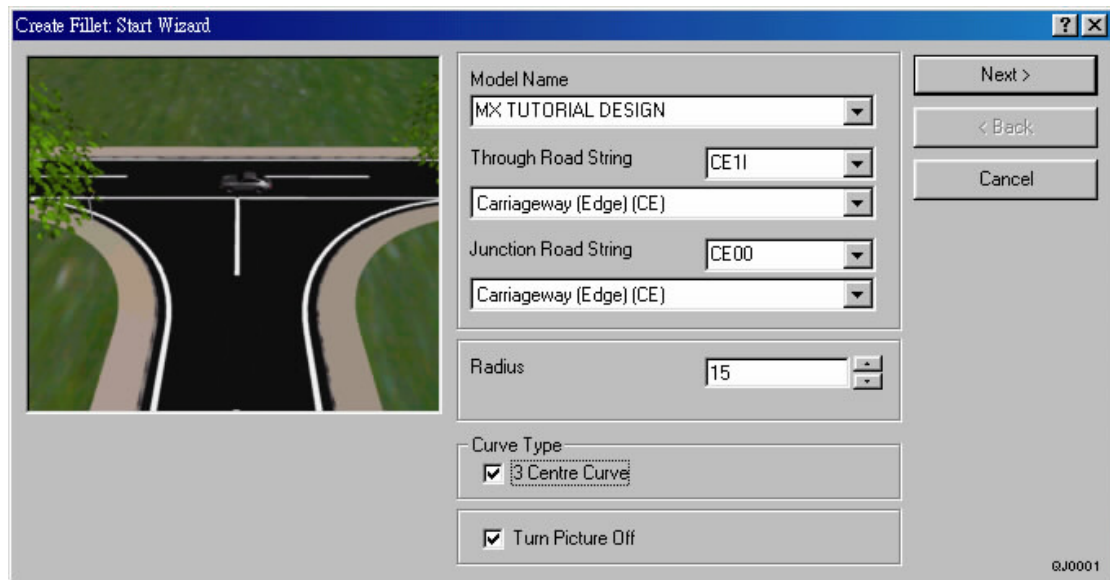 Create Fillet: Start Wizard
Model Name
MX TUTORIAL DESIGN
Through Road String CE1I
Carriageway (Edge) (CE)
Junction Road String CE00
Carriageway (Edge) (CE)
Radius 15
Curve Type
3 Centre Curve
Turn Picture Off
Next >
< Back
Cancel
QJ0001